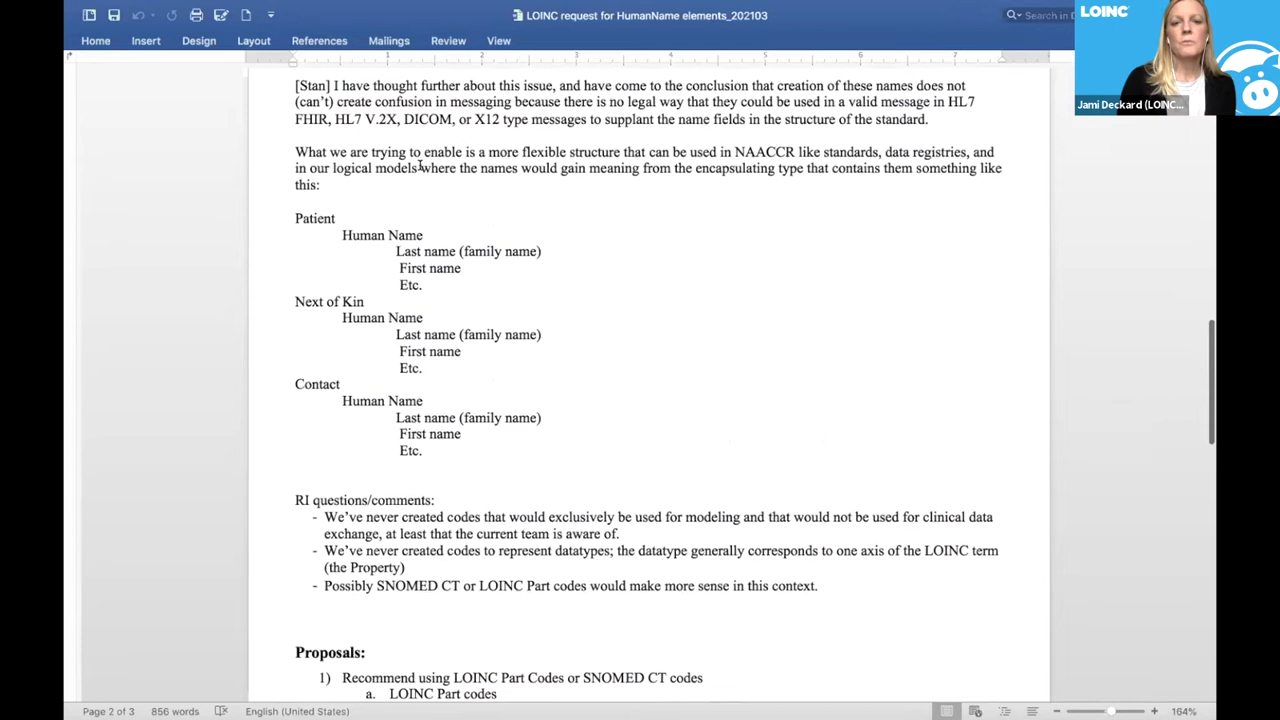 LOINC request for HumanName elements_202103
Search in
Home Insert Design Layout References Mailings Review View
1 2 3 4 5 6 7
[Stan] I have thought further about this issue, and have come to the conclusion that creation of these names does not
(can't) create confusion in messaging because there is no legal way that they could be used in a valid message in HL7
FHIR, HL7 V.2X, DICOM, or X12 type messages to supplant the name fields in the structure of the standard.
What we are trying to enable is a more flexible structure that can be used in NAACCR like standards, data registries, and
in our logical models where the names would gain meaning from the encapsulating type that contains them something like
this:
Patient
Human Name
Last name (family name)
First name
Etc.
Next of Kin
Human Name
Last name (family name)
First name
Etc.
Contact
Human Name
Last name (family name)
First name
Etc.
RI questions/comments:
- We've never created codes that would exclusively be used for modeling and that would not be used for clinical data
exchange, at least that the current team is aware of.
- We've never created codes to represent datatypes; the datatype generally corresponds to one axis of the LOINC term
(the Property)
- Possibly SNOMED CT or LOINC Part codes would make more sense in this context.
Proposals:
1) Recommend using LOINC Part Codes or SNOMED CT codes
a. LOINC Part codes
Page 2 of 3 856 words English (United States) 164%
LOINC
Jami Deckard (LOINC...